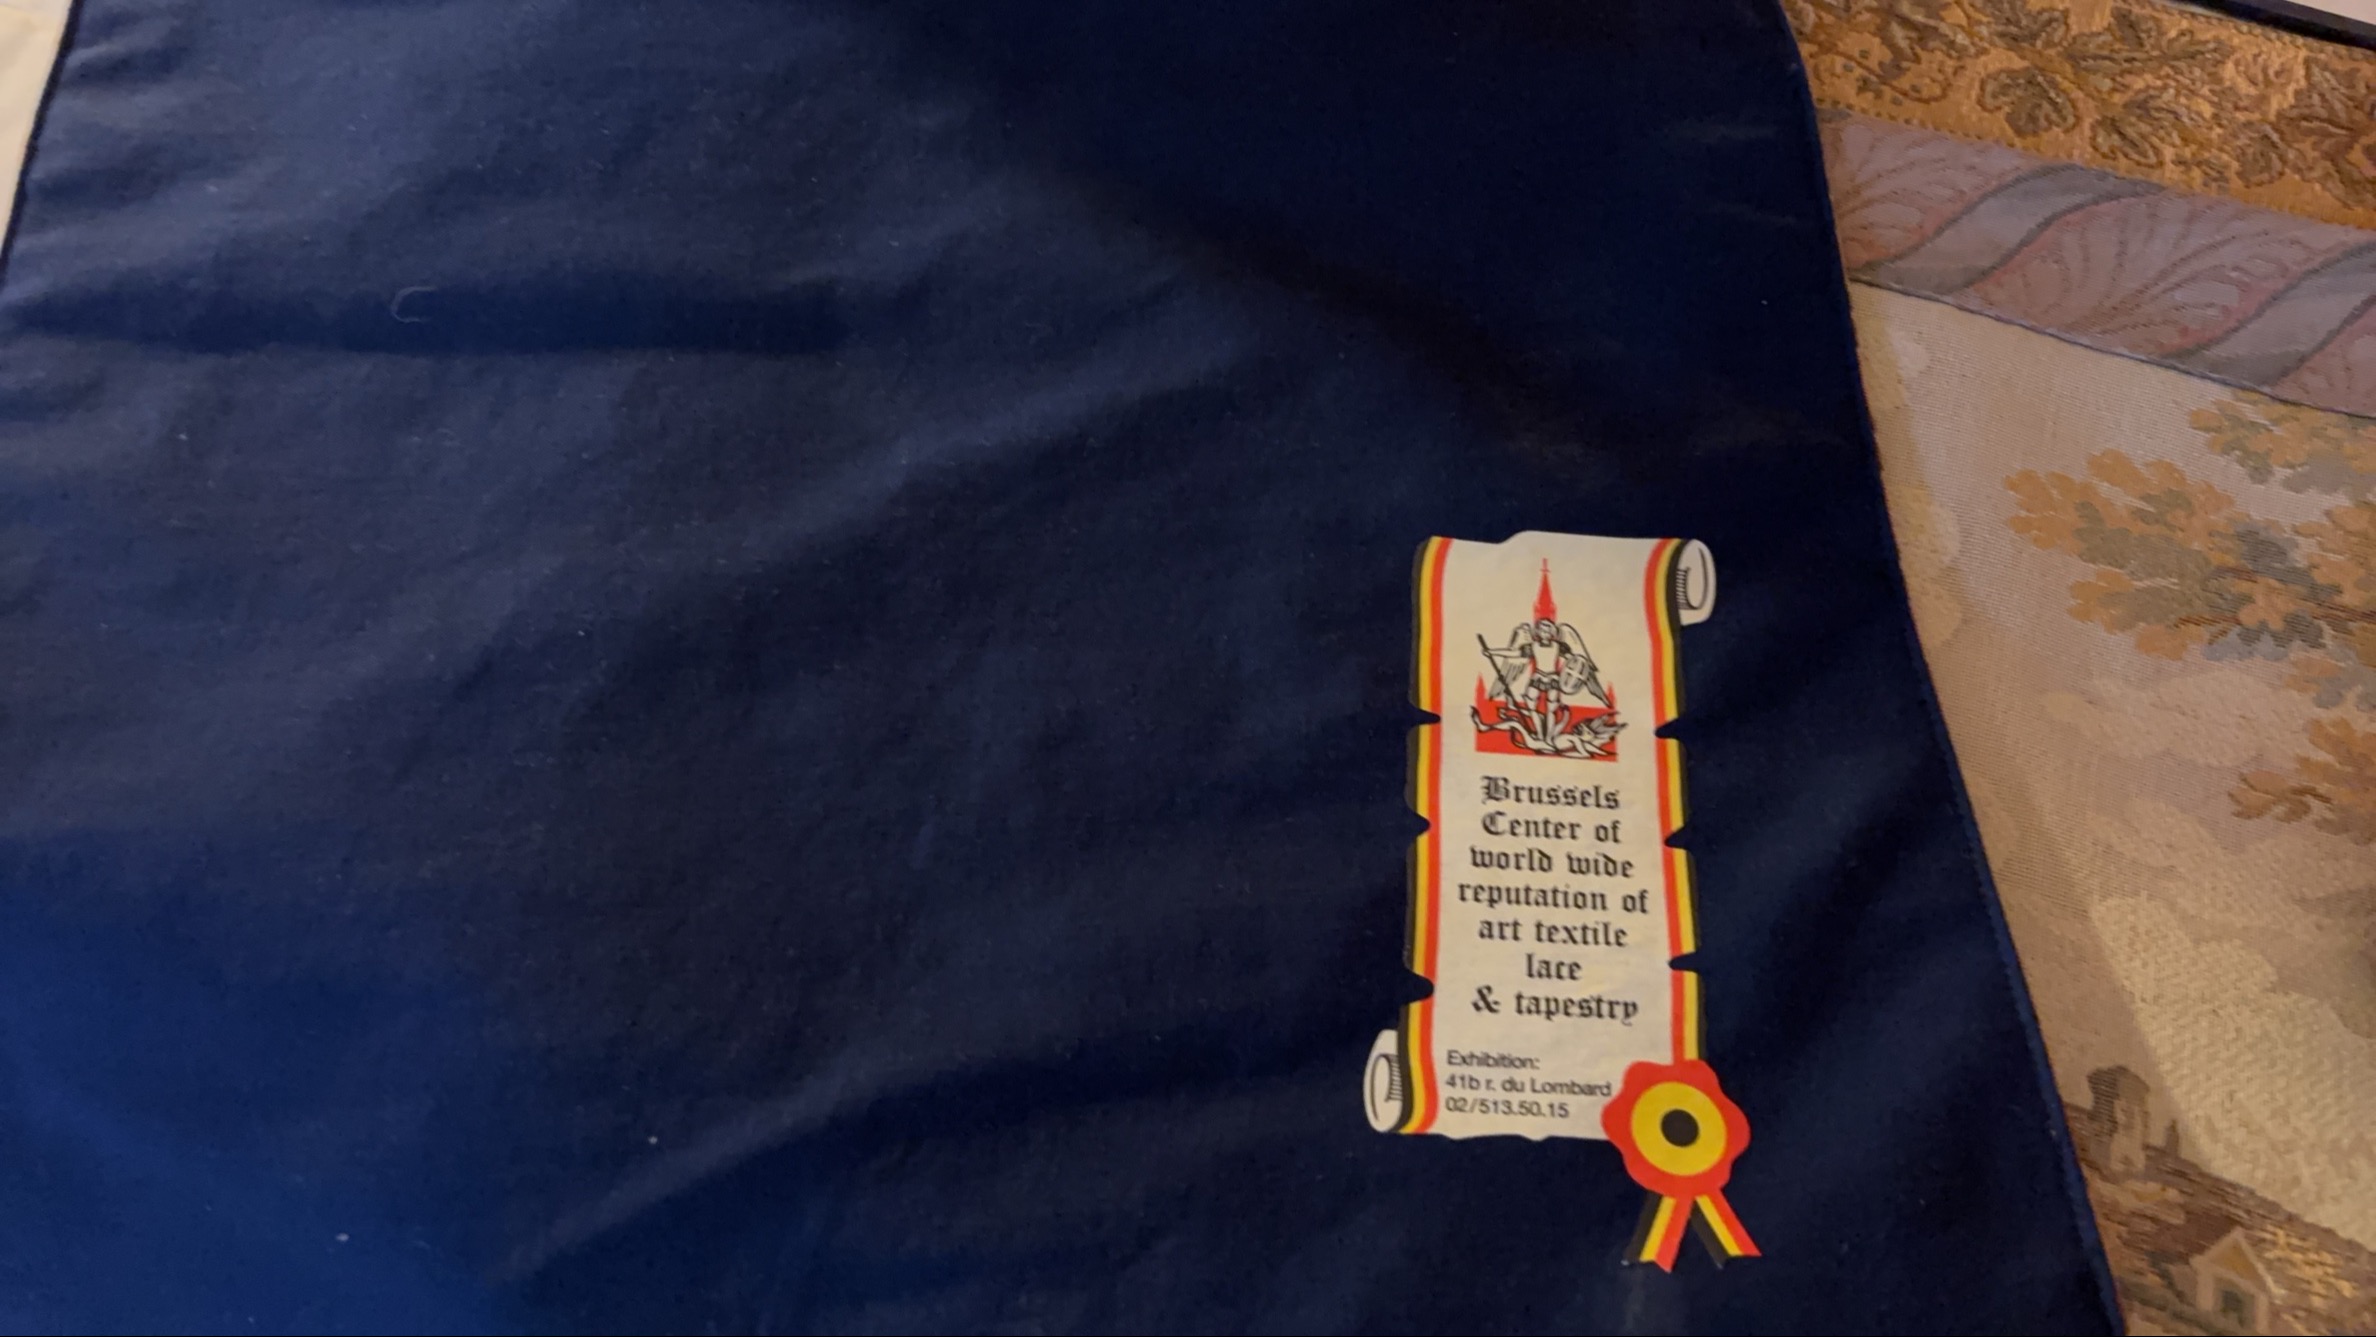 Brussels
Center of
world wide
reputation of
art textile
lace
& tapestry
Exhibition:
41b r. du Lombard
02/513.50.15